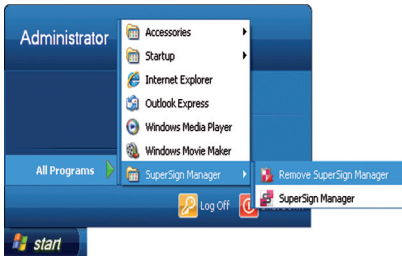 Administrator
Accessories
Startup
Internet Explorer
Outlook Express
Windows Media Player
Windows Movie Maker
All Programs
SuperSign Manager
Remove SuperSign Manager
SuperSign Manager
Log Off
start